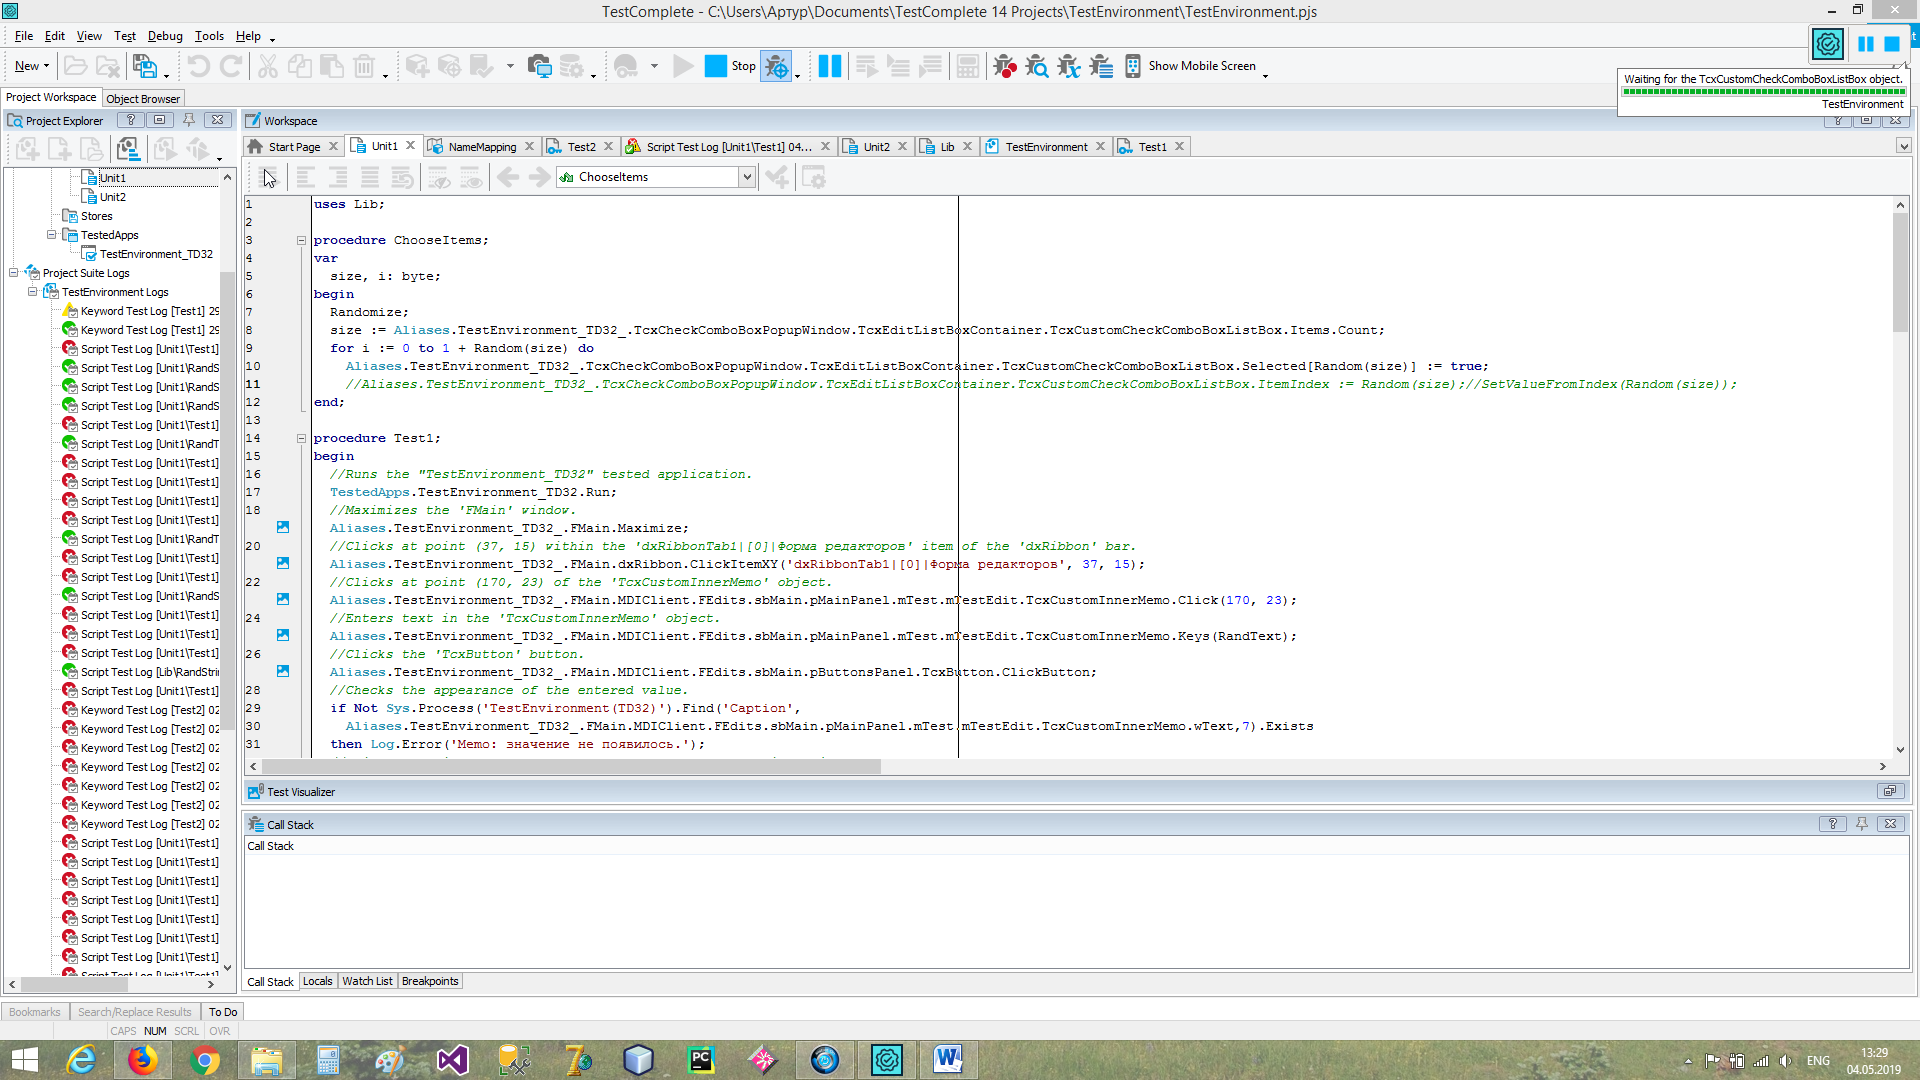 TestComplete - C:\Users\Артур\Documents\TestComplete 14 Projects\TestEnvironment\TestEnvironment.pjs
File Edit View Test Debug Tools Help
New Stop Show Mobile Screen
Waiting for the TcxCustomCheckComboBoxListBox object.
TestEnvironment
Project Workspace Object Browser
Project Explorer
Workspace
Start Page Unit1 NameMapping Test2 Script Test Log [Unit1\Test1] 04... Unit2 Lib TestEnvironment Test1
ChooseItems
Unit1
Unit2
Stores
TestedApps
TestEnvironment_TD32
Project Suite Logs
TestEnvironment Logs
Keyword Test Log [Test1] 29
Keyword Test Log [Test1] 29
Script Test Log [Unit1\Test1]
Script Test Log [Unit1\RandS
Script Test Log [Unit1\RandS
Script Test Log [Unit1\RandS
Script Test Log [Unit1\Test1]
Script Test Log [Unit1\RandT
Script Test Log [Unit1\Test1]
Script Test Log [Unit1\Test1]
Script Test Log [Unit1\Test1]
Script Test Log [Unit1\Test1]
Script Test Log [Unit1\RandT
Script Test Log [Unit1\Test1]
Script Test Log [Unit1\Test1]
Script Test Log [Unit1\RandS
Script Test Log [Unit1\Test1]
Script Test Log [Unit1\Test1]
Script Test Log [Unit1\Test1]
Script Test Log [Lib\RandStri
Script Test Log [Unit1\Test1]
Keyword Test Log [Test2] 02
Keyword Test Log [Test2] 02
Keyword Test Log [Test2] 02
Keyword Test Log [Test2] 02
Keyword Test Log [Test2] 02
Keyword Test Log [Test2] 02
Keyword Test Log [Test2] 02
Script Test Log [Unit1\Test1]
Script Test Log [Unit1\Test1]
Script Test Log [Unit1\Test1]
Script Test Log [Unit1\Test1]
Script Test Log [Unit1\Test1]
Script Test Log [Unit1\Test1]
Script Test Log [Unit1\Test1]
Script Test Log [Unit1\Test1]
1 uses Lib;
2
3 procedure ChooseItems;
4 var
5 size, i: byte;
6 begin
7 Randomize;
8 size := Aliases.TestEnvironment_TD32_.TcxCheckComboBoxPopupWindow.TcxEditListBoxContainer.TcxCustomCheckComboBoxListBox.Items.Count;
9 for i := 0 to 1 + Random(size) do
10 Aliases.TestEnvironment_TD32_.TcxCheckComboBoxPopupWindow.TcxEditListBoxContainer.TcxCustomCheckComboBoxListBox.Selected[Random(size)] := true;
11 //Aliases.TestEnvironment_TD32_.TcxCheckComboBoxPopupWindow.TcxEditListBoxContainer.TcxCustomCheckComboBoxListBox.ItemIndex := Random(size);//SetValueFromIndex(Random(size));
12 end;
13
14 procedure Test1;
15 begin
16 //Runs the "TestEnvironment_TD32" tested application.
17 TestedApps.TestEnvironment_TD32.Run;
18 //Maximizes the 'FMain' window.
Aliases.TestEnvironment_TD32_.FMain.Maximize;
20 //Clicks at point (37, 15) within the 'dxRibbonTab1|[0]|Форма редакторов' item of the 'dxRibbon' bar.
Aliases.TestEnvironment_TD32_.FMain.dxRibbon.ClickItemXY('dxRibbonTab1|[0]|Форма редакторов', 37, 15);
22 //Clicks at point (170, 23) of the 'TcxCustomInnerMemo' object.
Aliases.TestEnvironment_TD32_.FMain.MDIClient.FEdits.sbMain.pMainPanel.mTest.mTestEdit.TcxCustomInnerMemo.Click(170, 23);
24 //Enters text in the 'TcxCustomInnerMemo' object.
Aliases.TestEnvironment_TD32_.FMain.MDIClient.FEdits.sbMain.pMainPanel.mTest.mTestEdit.TcxCustomInnerMemo.Keys(RandText);
26 //Clicks the 'TcxButton' button.
Aliases.TestEnvironment_TD32_.FMain.MDIClient.FEdits.sbMain.pButtonsPanel.TcxButton.ClickButton;
28 //Checks the appearance of the entered value.
29 if Not Sys.Process('TestEnvironment(TD32)').Find('Caption',
30 Aliases.TestEnvironment_TD32_.FMain.MDIClient.FEdits.sbMain.pMainPanel.mTest.mTestEdit.TcxCustomInnerMemo.wText,7).Exists
31 then Log.Error('Memo: значение не появилось.');
Test Visualizer
Call Stack
Call Stack
Call Stack Locals Watch List Breakpoints
Bookmarks Search/Replace Results To Do
CAPS NUM SCRL OVR
ENG
13:29
04.05.2019